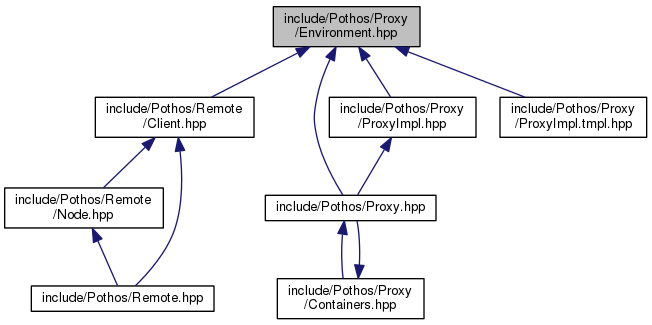 include/Pothos/Proxy
/Environment.hpp
include/Pothos/Remote
/Client.hpp
include/Pothos/Proxy
/ProxyImpl.hpp
include/Pothos/Proxy
/ProxyImpl.tmpl.hpp
include/Pothos/Remote
/Node.hpp
include/Pothos/Proxy.hpp
include/Pothos/Remote.hpp
include/Pothos/Proxy
/Containers.hpp